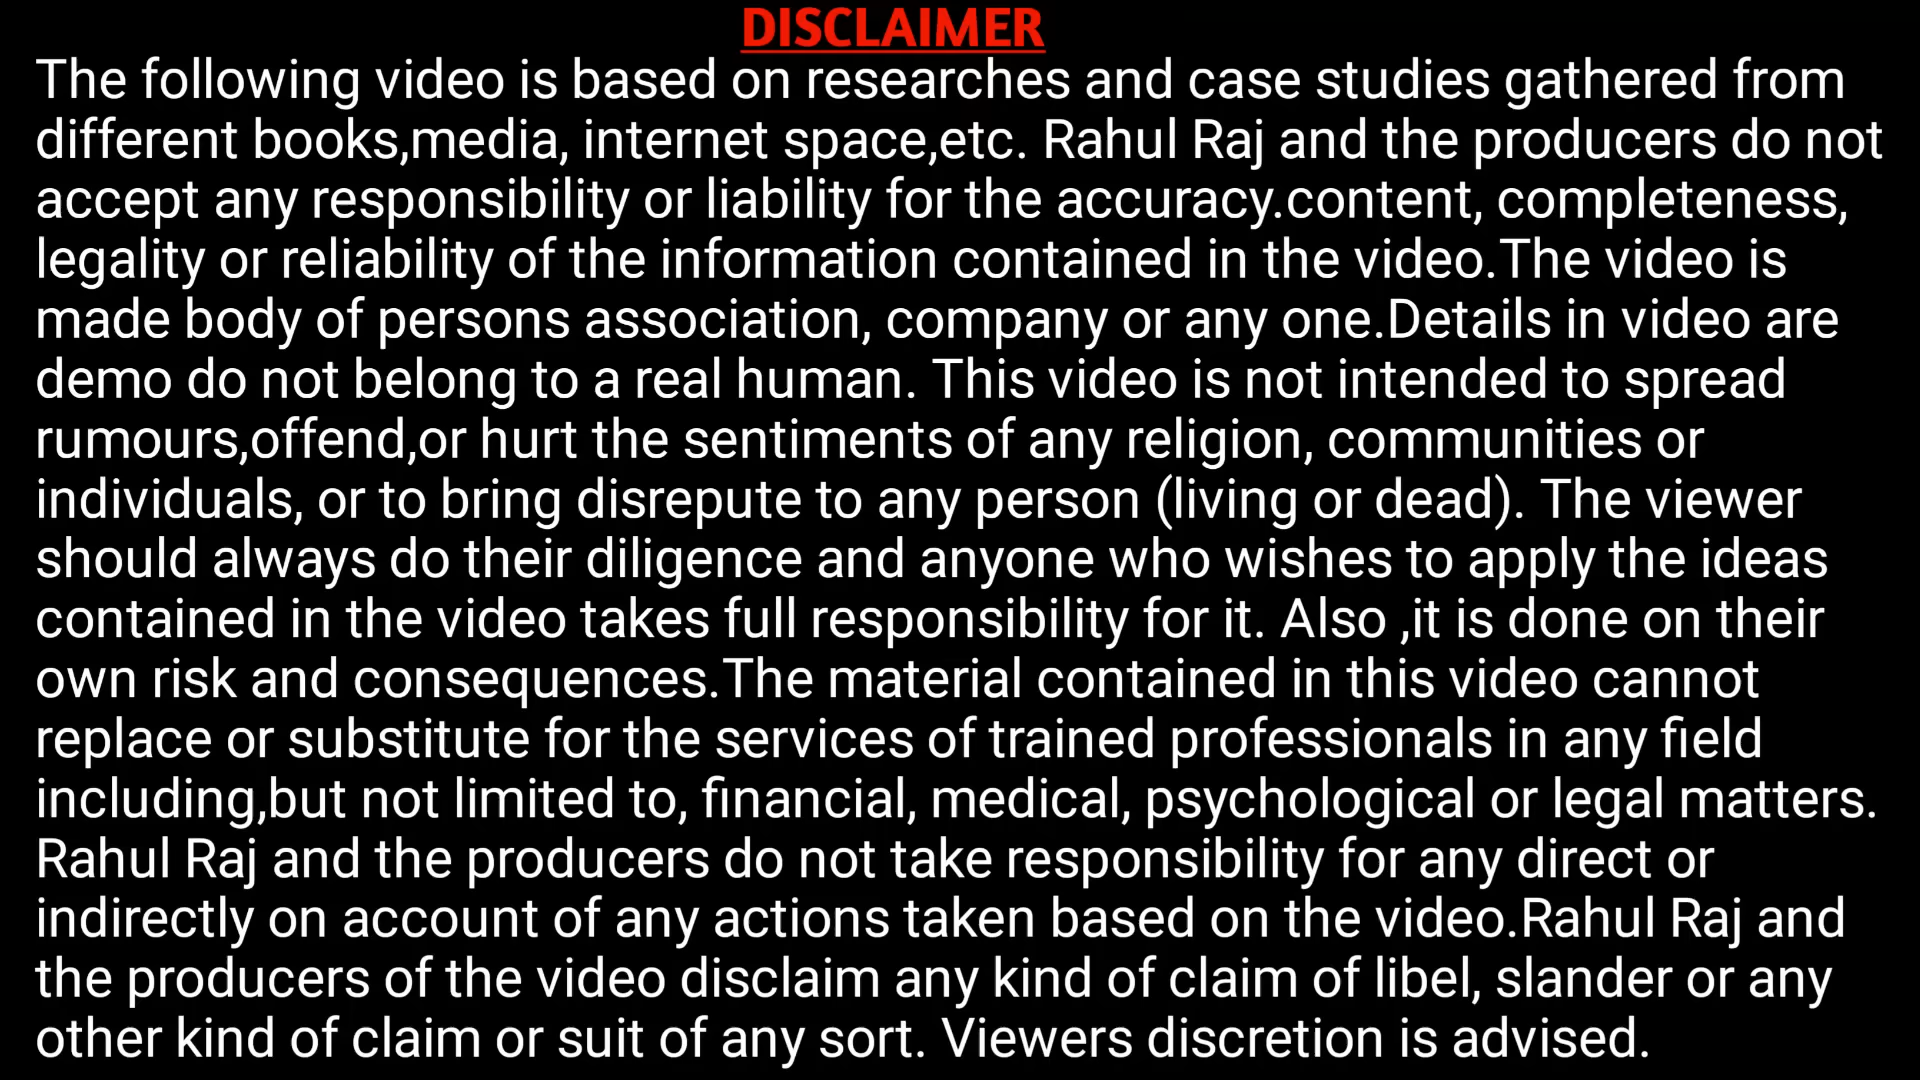 DISCLAIMER
The following video is based on researches and case studies gathered from
different books,media, internet space,etc. Rahul Raj and the producers do not
accept any responsibility or liability for the accuracy.content, completeness,
legality or reliability of the information contained in the video.The video is
made body of persons association, company or any one.Details in video are
demo do not belong to a real human. This video is not intended to spread
rumours,offend,or hurt the sentiments of any religion, communities or
individuals, or to bring disrepute to any person (living or dead). The viewer
should always do their diligence and anyone who wishes to apply the ideas
contained in the video takes full responsibility for it. Also ,it is done on their
own risk and consequences.The material contained in this video cannot
replace or substitute for the services of trained professionals in any field
including,but not limited to, financial, medical, psychological or legal matters.
Rahul Raj and the producers do not take responsibility for any direct or
indirectly on account of any actions taken based on the video.Rahul Raj and
the producers of the video disclaim any kind of claim of libel, slander or any
other kind of claim or suit of any sort. Viewers discretion is advised.